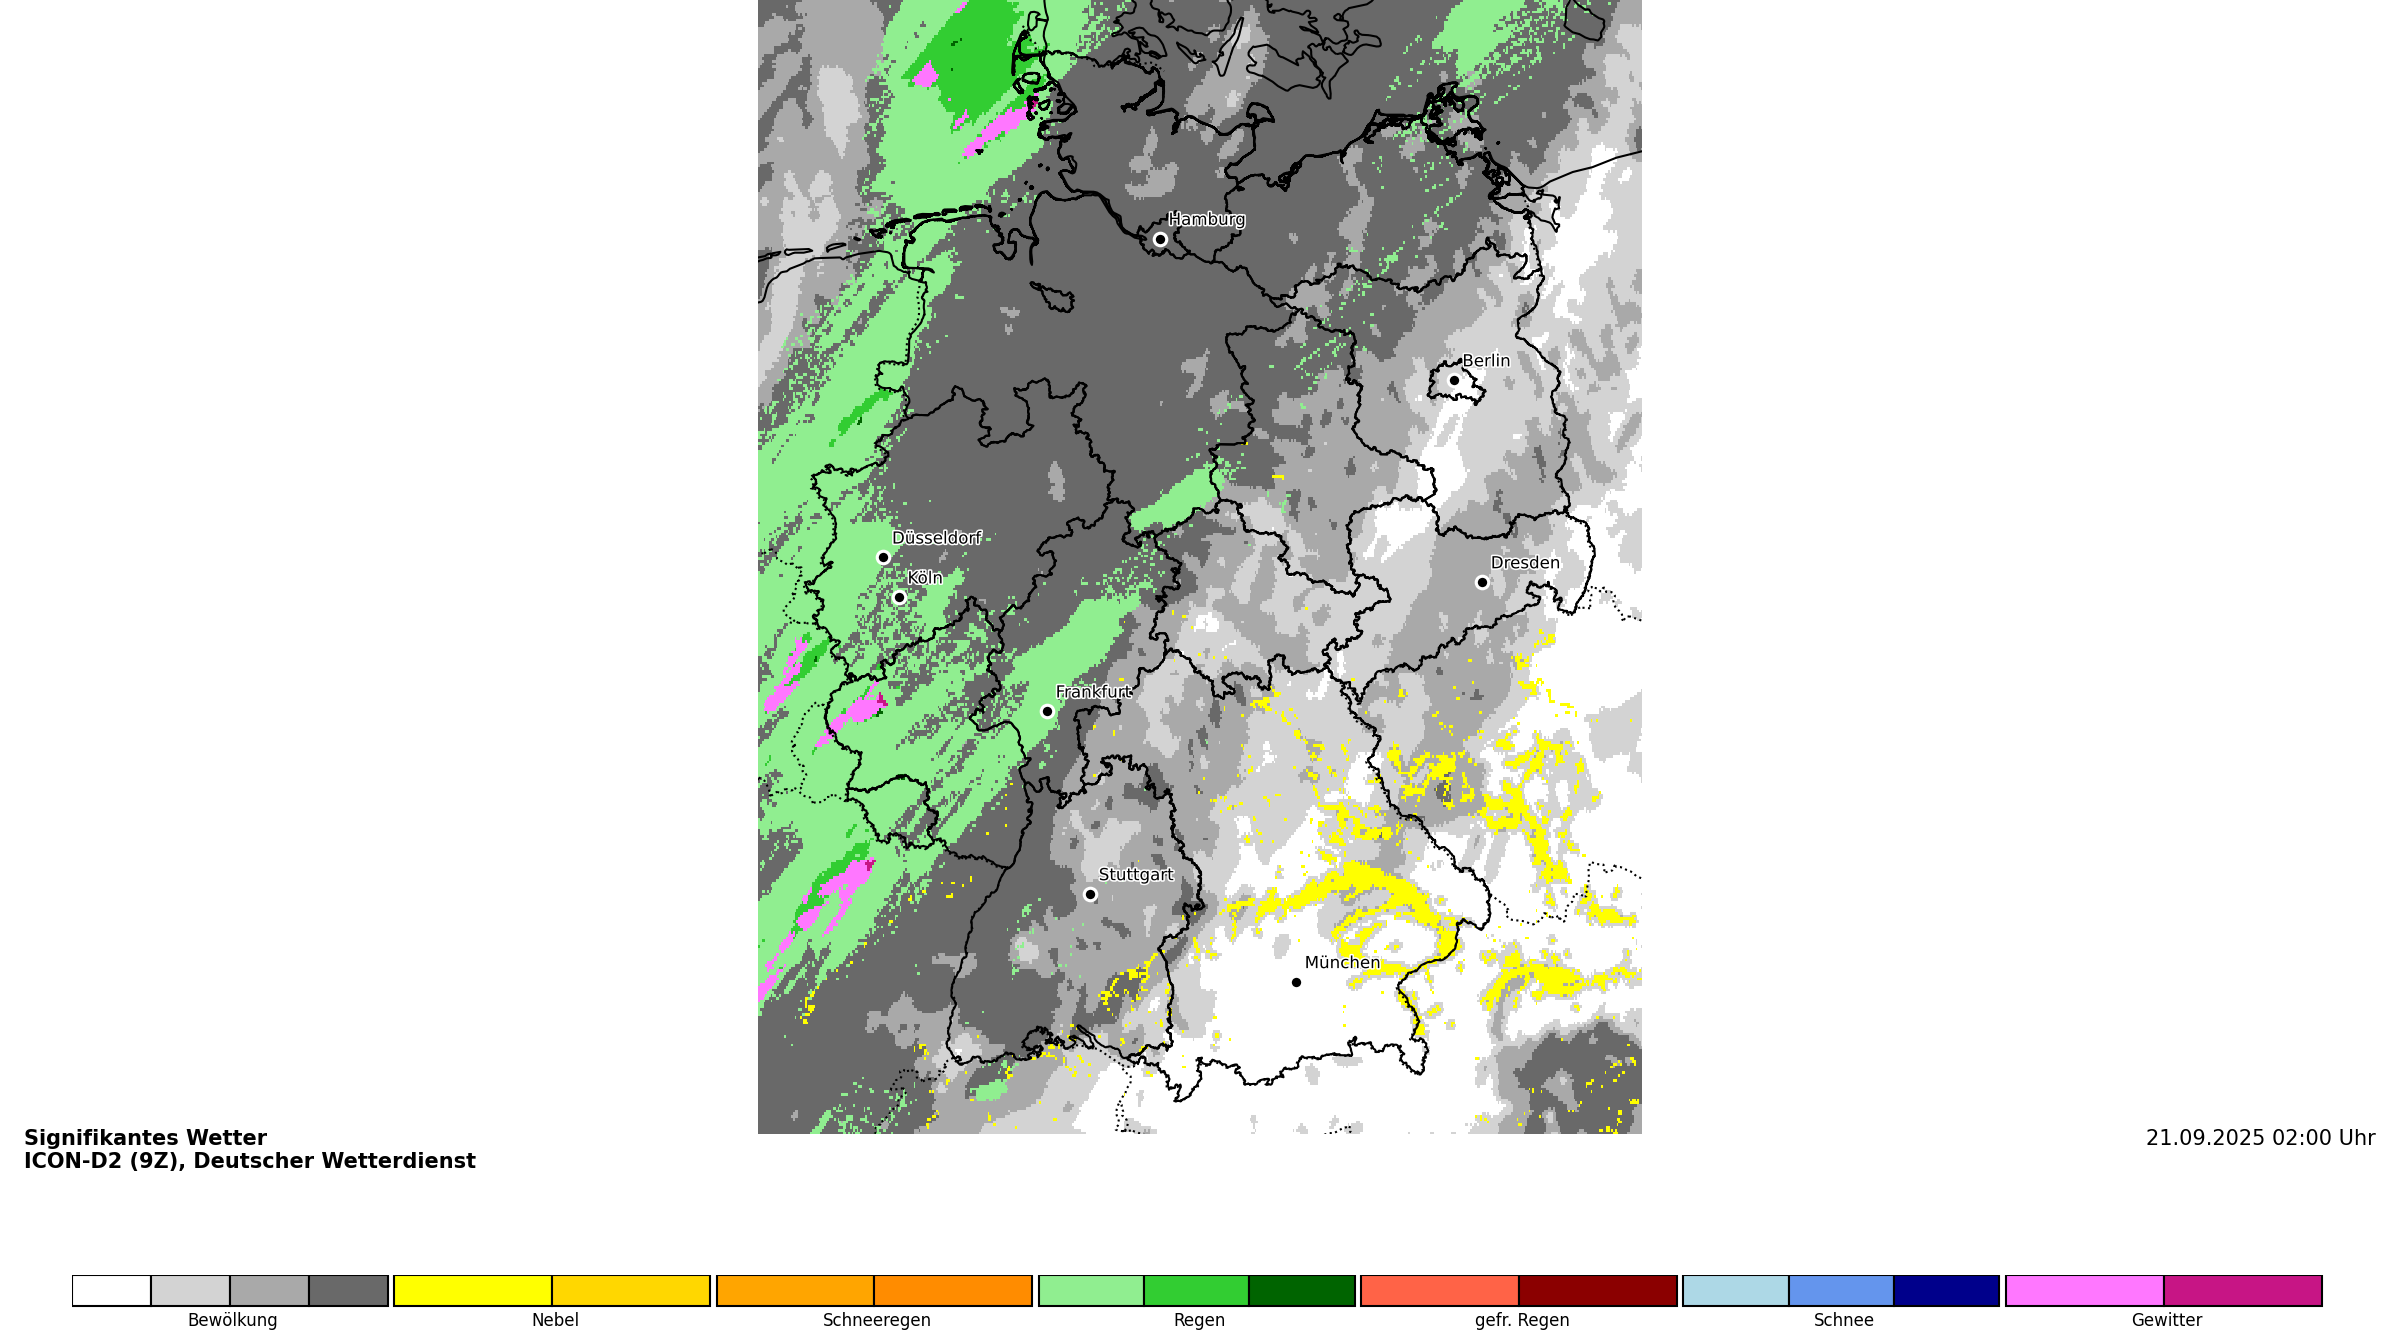 Hamburg
Berlin
Düsseldorf
Köln
Dresden
Frankfurt
Stuttgart
München
Signifikantes Wetter
ICON-D2 (9Z), Deutscher Wetterdienst
21.09.2025 02:00 Uhr
Bewölkung
Nebel
Schneeregen
Regen
gefr. Regen
Schnee
Gewitter